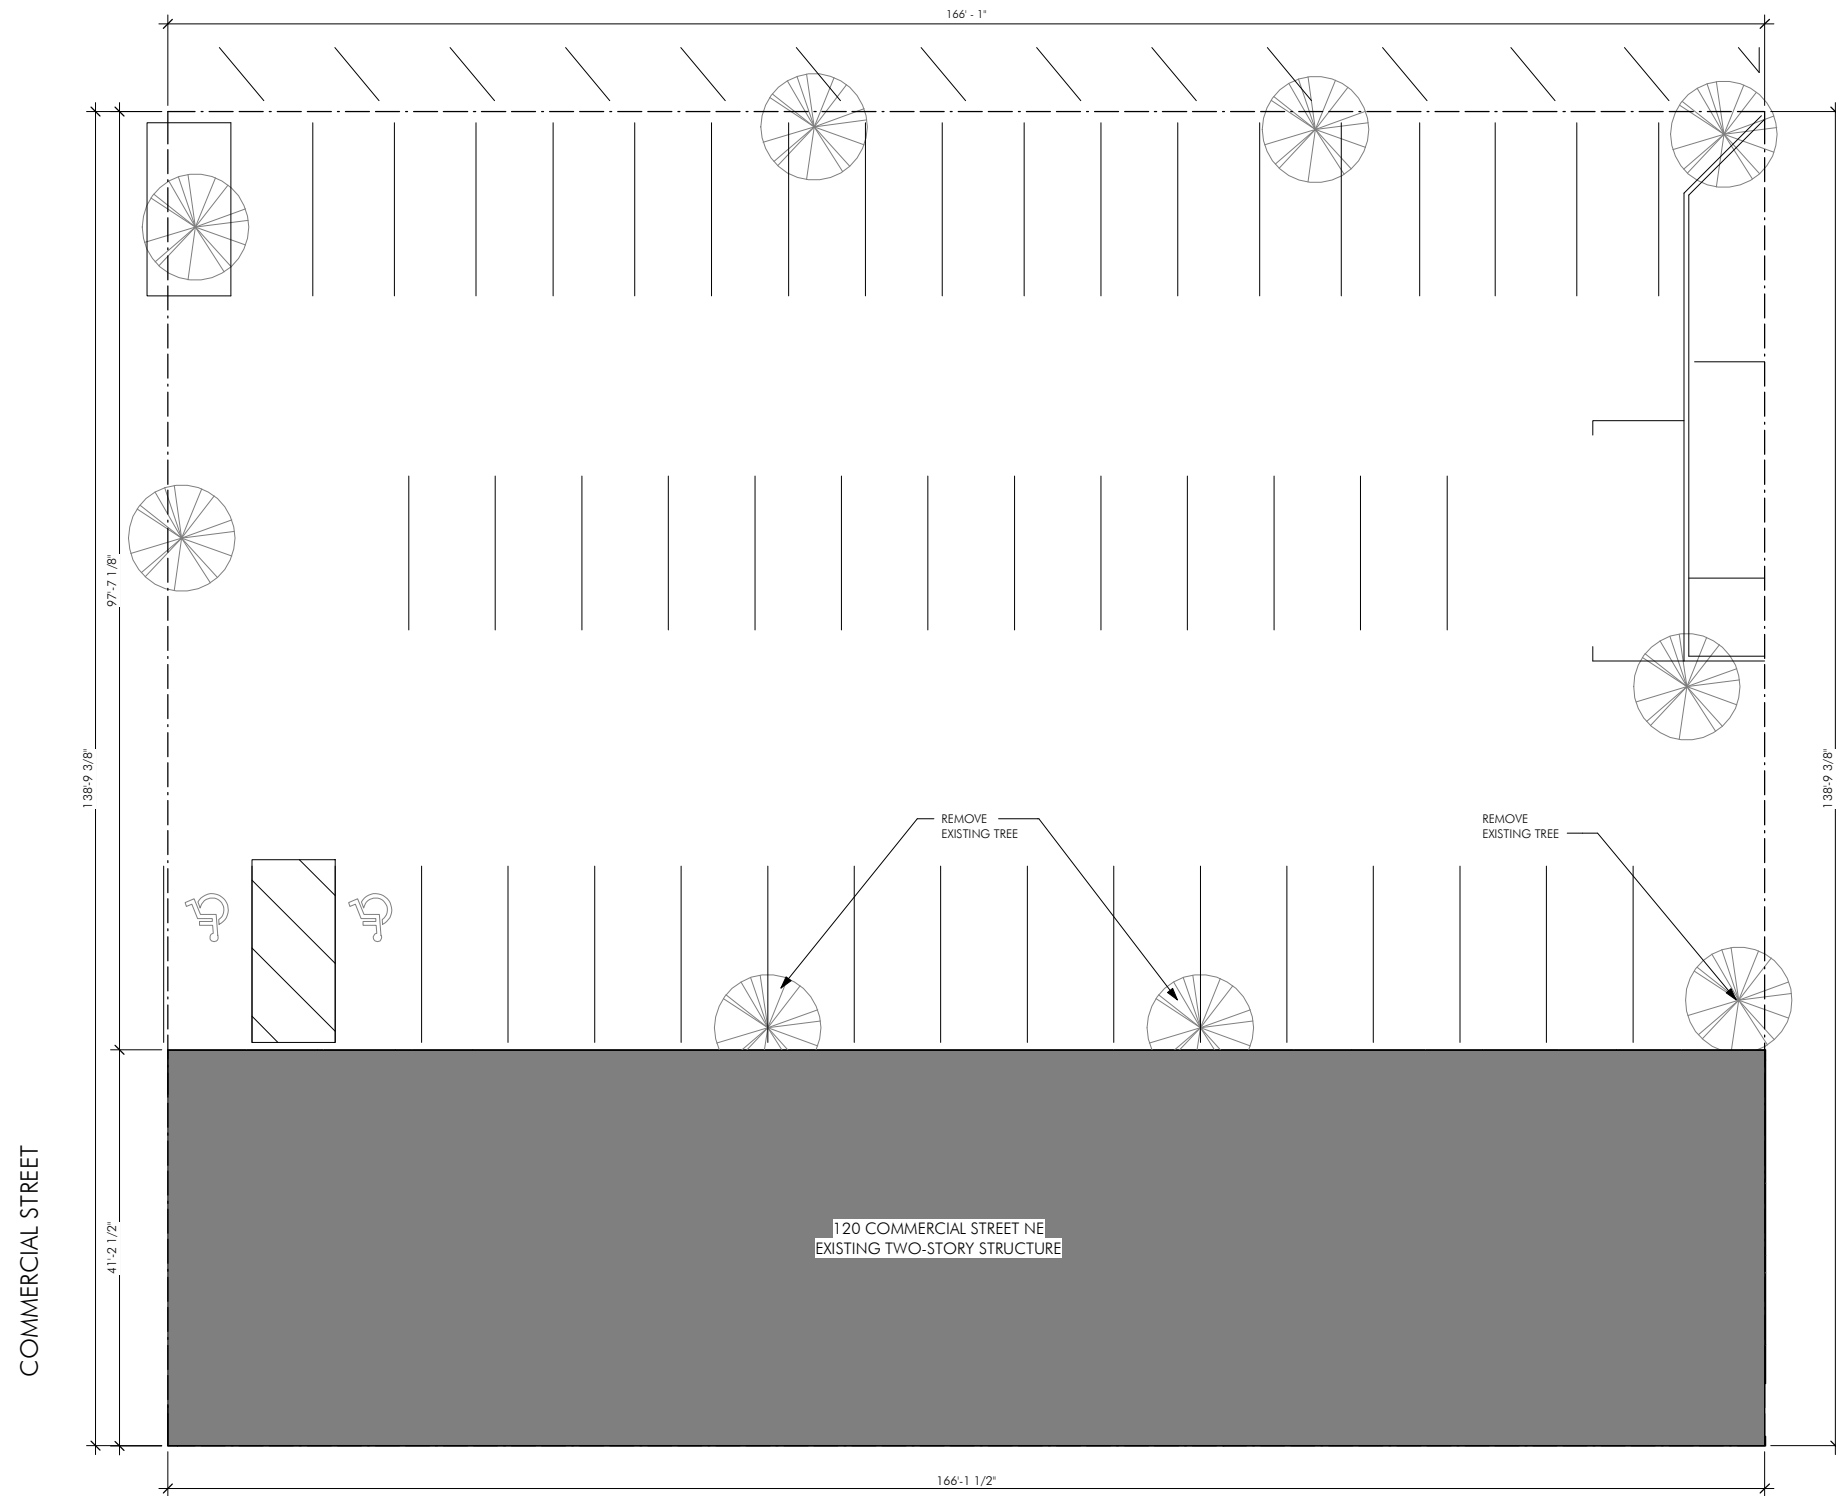 166' - 1"
97'-7 1/8"
138'-9 3/8"
138'-9 3/8"
REMOVE
EXISTING TREE
REMOVE
EXISTING TREE
120 COMMERCIAL STREET NE
EXISTING TWO-STORY STRUCTURE
COMMERCIAL STREET
41'-2 1/2"
166'-1 1/2"